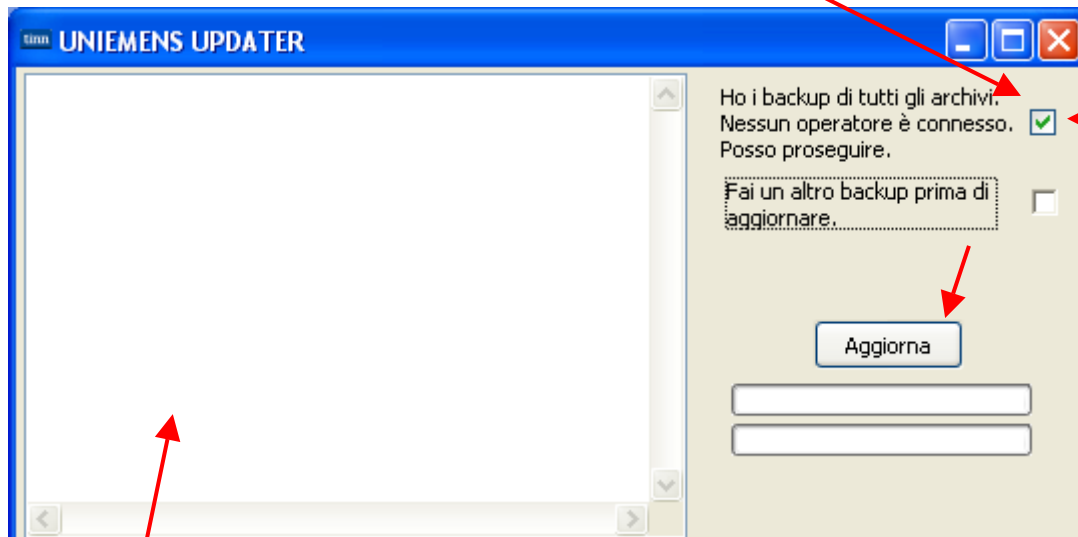 tinn UNIEMENS UPDATER
Ho i backup di tutti gli archivi.
Nessun operatore è connesso.
Posso proseguire.
Fai un altro backup prima di
aggiornare.
Aggiorna